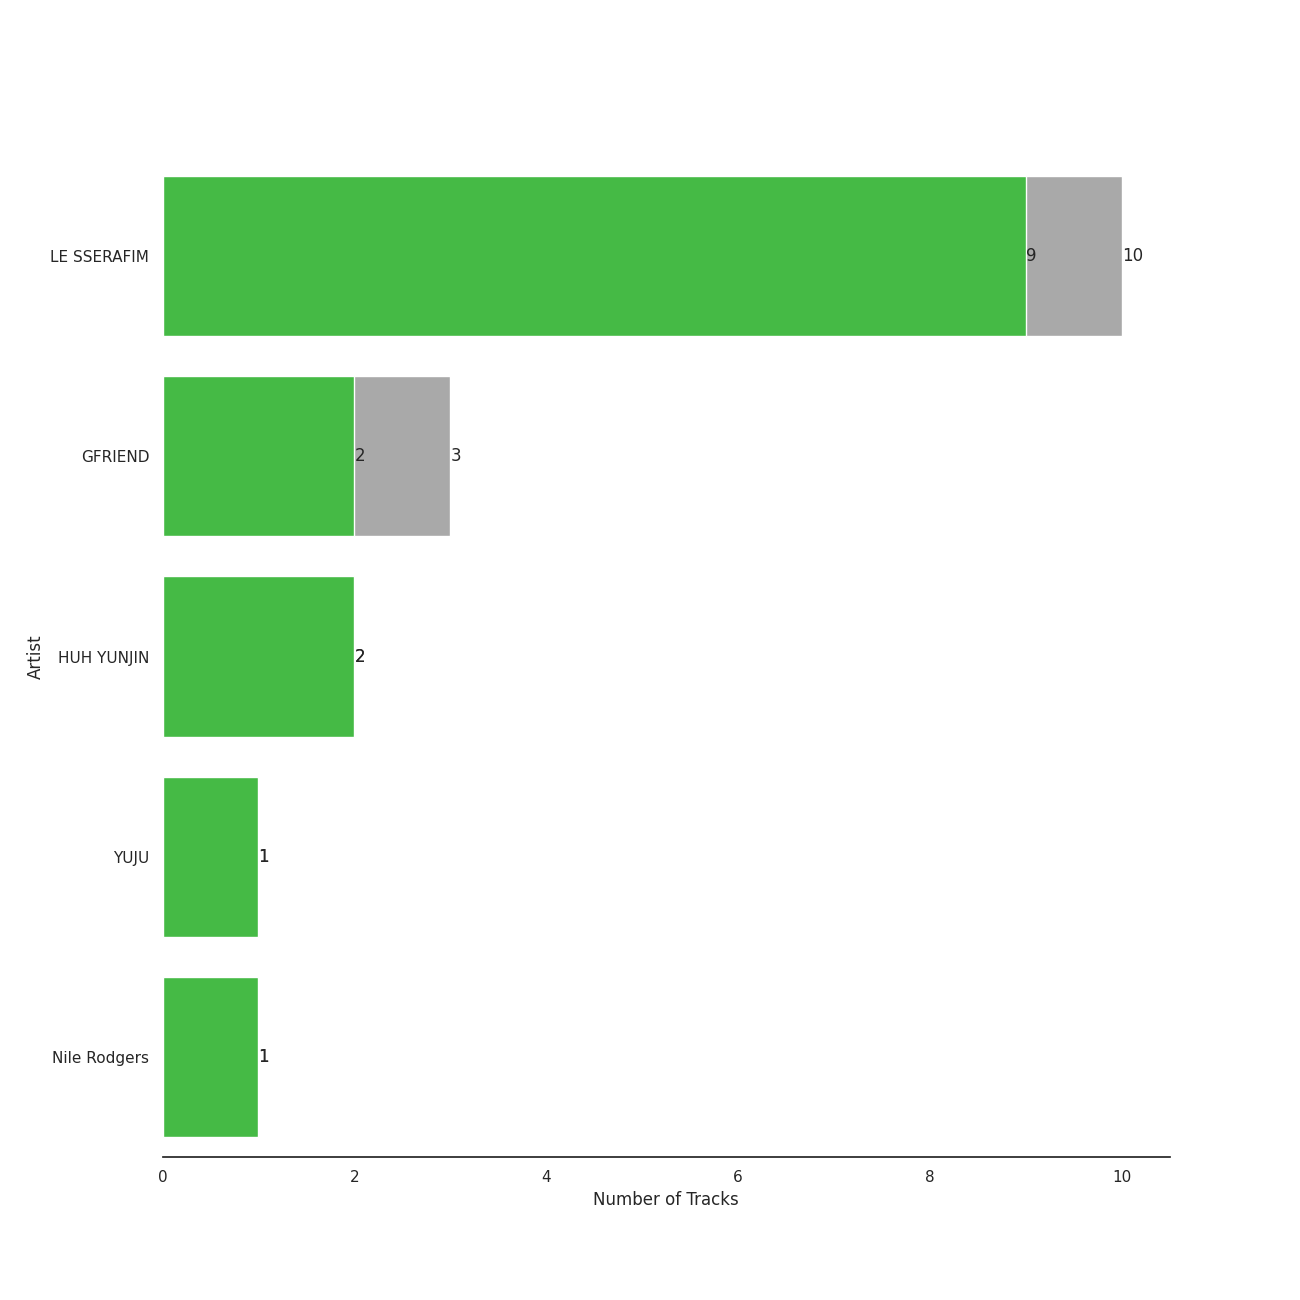 LE SSERAFIM
9
10
GFRIEND
2
3
HUH YUNJIN
2
YUJU
1
Nile Rodgers
1
Artist
0 2 4 6 8 10
Number of Tracks